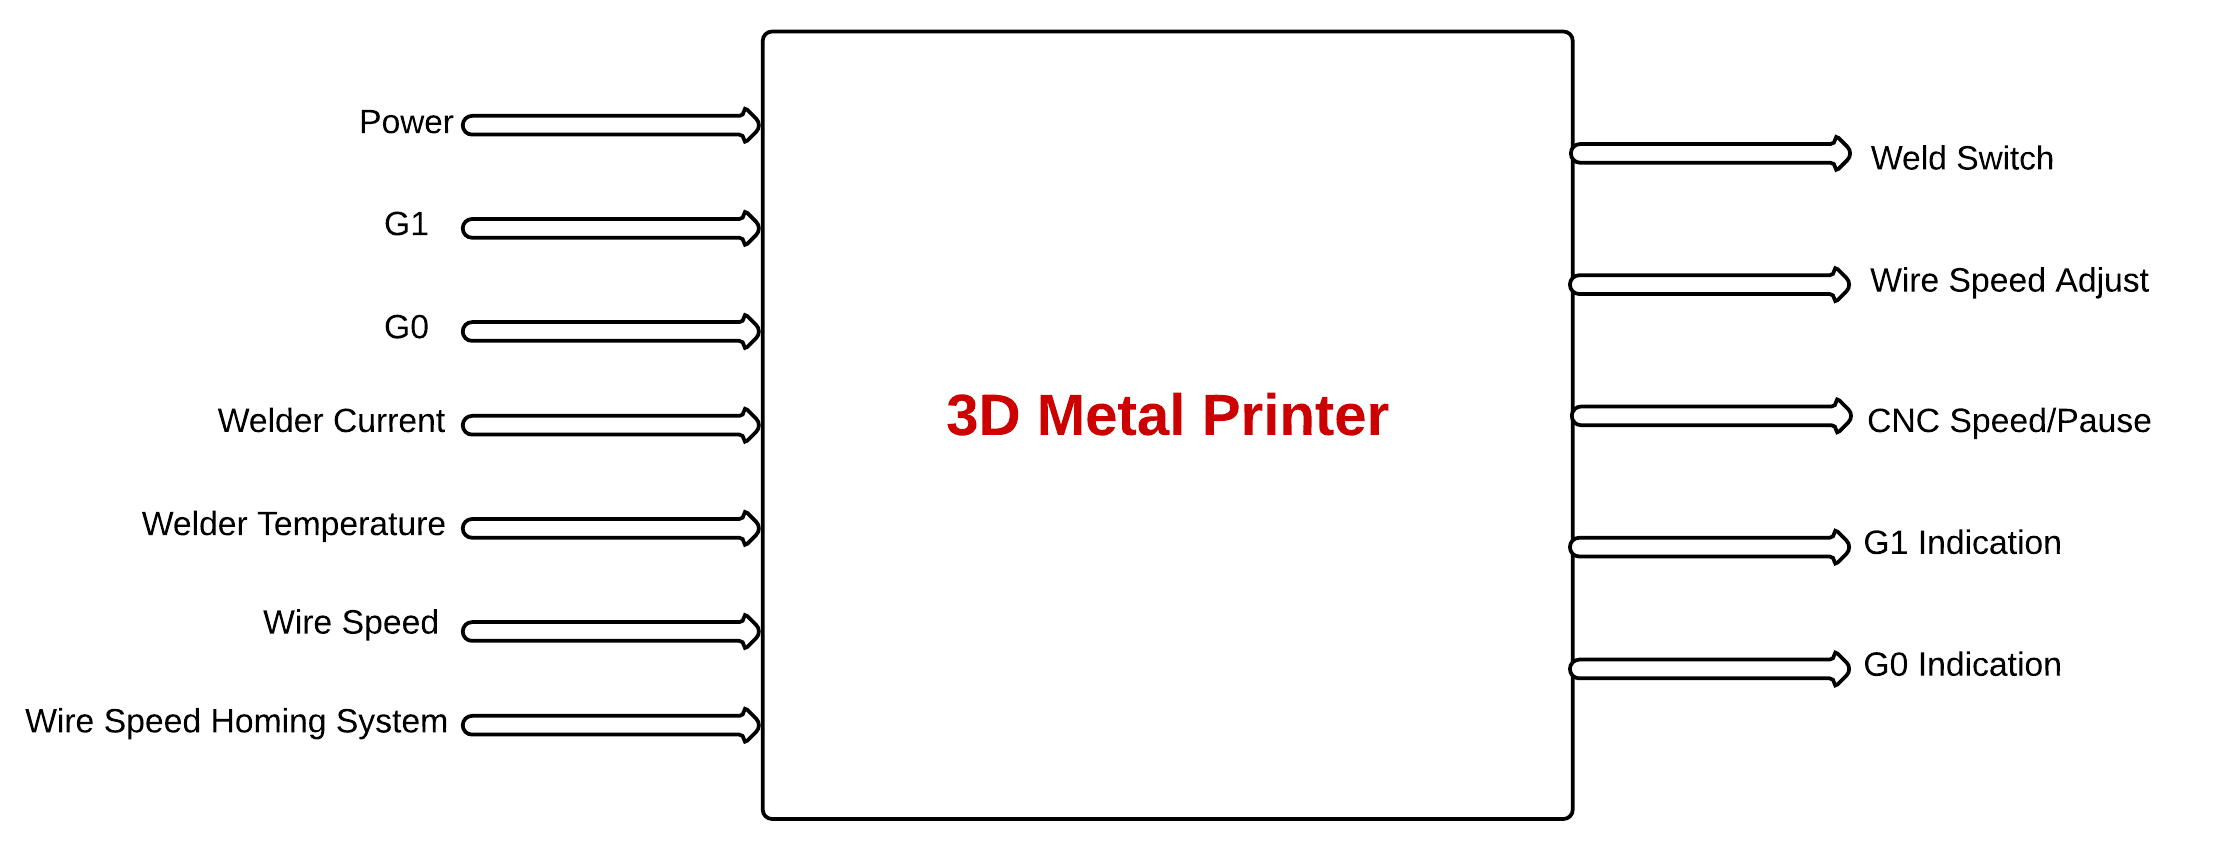 Power
G1
G0
Welder Current
Welder Temperature
Wire Speed
Wire Speed Homing System
3D Metal Printer
Weld Switch
Wire Speed Adjust
CNC Speed/Pause
G1 Indication
G0 Indication